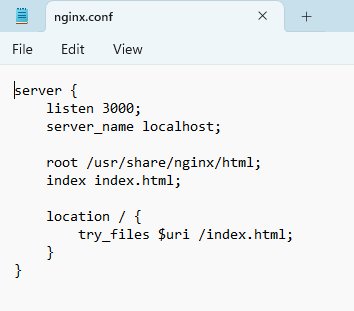 nginx.conf
File Edit View
server {
    listen 3000;
    server_name localhost;

    root /usr/share/nginx/html;
    index index.html;

    location / {
        try_files $uri /index.html;
    }
}